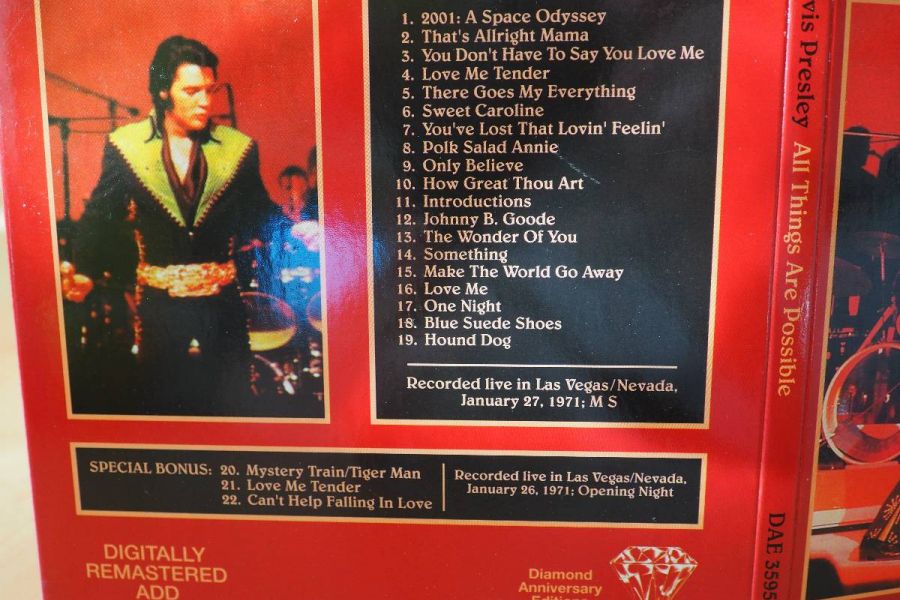 1. 2001: A Space Odyssey
2. That's Allright Mama
3. You Don't Have To Say You Love Me
4. Love Me Tender
5. There Goes My Everything
6. Sweet Caroline
7. You've Lost That Lovin' Feelin'
8. Polk Salad Annie
9. Only Believe
10. How Great Thou Art
11. Introductions
12. Johnny B. Goode
13. The Wonder Of You
14. Something
15. Make The World Go Away
16. Love Me
17. One Night
18. Blue Suede Shoes
19. Hound Dog
Recorded live in Las Vegas/Nevada,
January 27, 1971; M S
SPECIAL BONUS: 20. Mystery Train/Tiger Man
21. Love Me Tender
22. Can't Help Falling In Love
Recorded live in Las Vegas/Nevada,
January 26, 1971; Opening Night
DIGITALLY
REMASTERED
ADD
Diamond
Anniversary
Edition
vis Presley All Things Are Possible DAE 3595